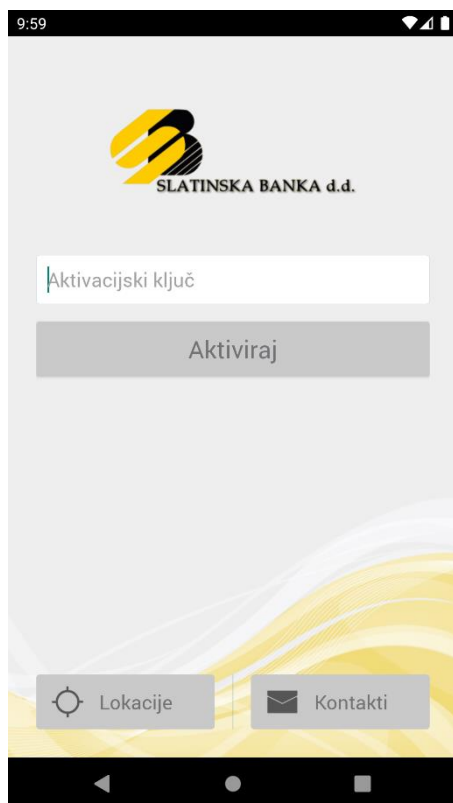 9:59
SLATINSKA BANKA d.d.
Aktivacijski ključ
Aktiviraj
Lokacije
Kontakti